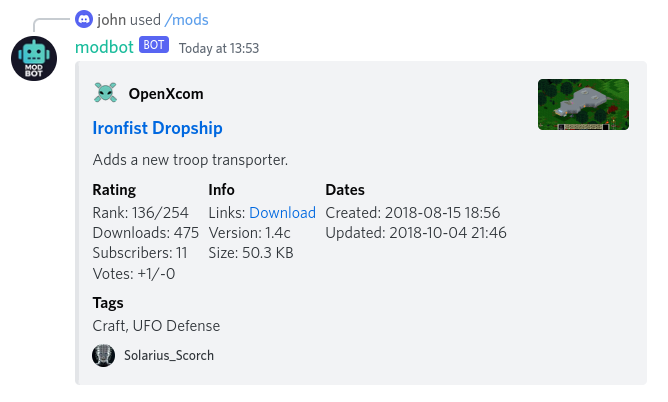 john used /mods
MOD
BOT
modbot BOT Today at 13:53
OpenXcom
Ironfist Dropship
Adds a new troop transporter.
Rating Info Dates
Rank: 136/254 Links: Download Created: 2018-08-15 18:56
Downloads: 475 Version: 1.4c Updated: 2018-10-04 21:46
Subscribers: 11 Size: 50.3 KB
Votes: +1/-0
Tags
Craft, UFO Defense
Solarius_Scorch